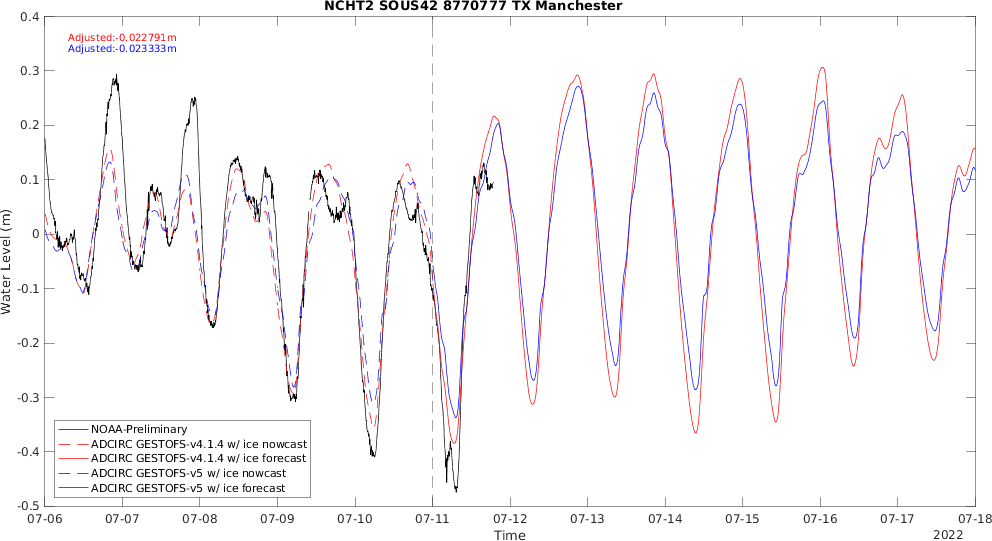 NCHT2 SOUS42 8770777 TX Manchester
Adjusted:-0.022791m
Adjusted:-0.023333m
0.4
0.3
0.2
0.1
0
-0.1
-0.2
-0.3
-0.4
-0.5
Water Level (m)
NOAA-Preliminary
ADCIRC GESTOFS-v4.1.4 w/ ice nowcast
ADCIRC GESTOFS-v4.1.4 w/ ice forecast
ADCIRC GESTOFS-v5 w/ ice nowcast
ADCIRC GESTOFS-v5 w/ ice forecast
07-06 07-07 07-08 07-09 07-10 07-11 07-12 07-13 07-14 07-15 07-16 07-17 07-18
Time
2022